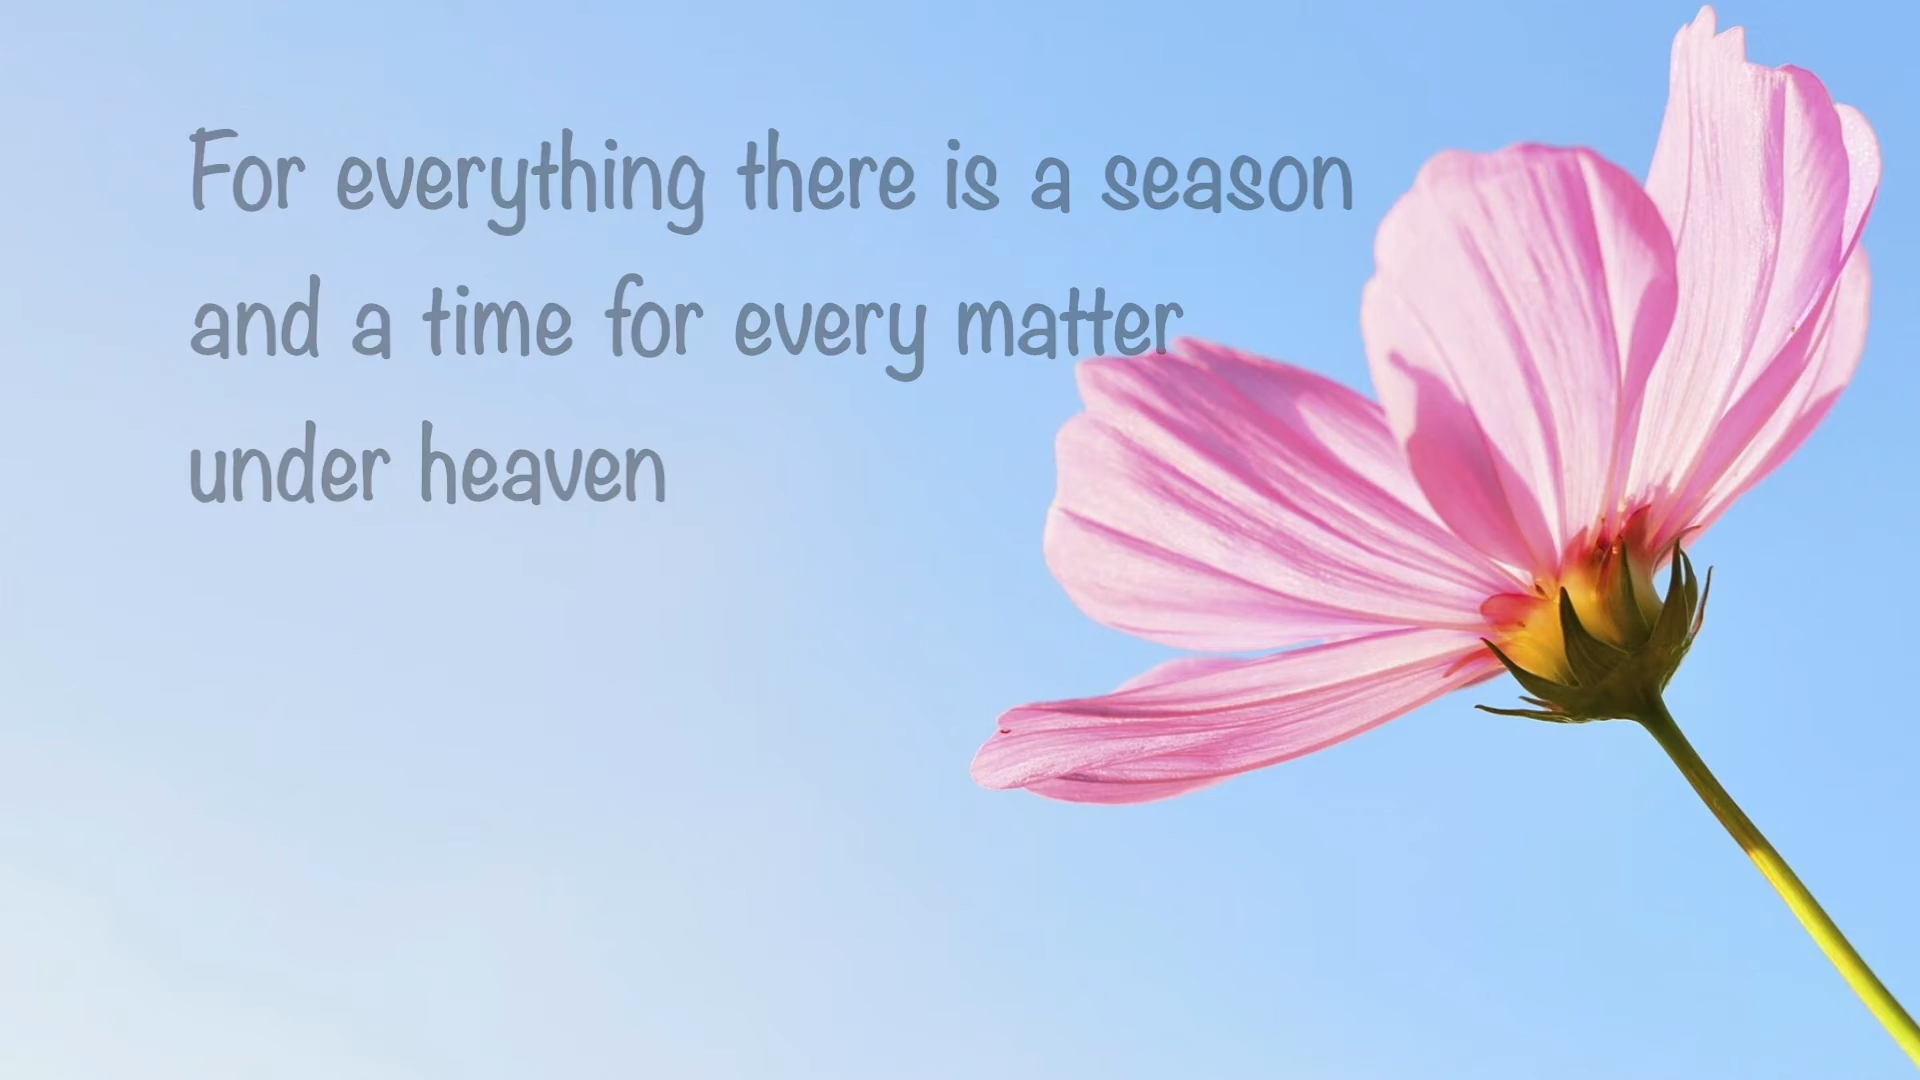 For everything there is a season
and a time for every matter
under heaven